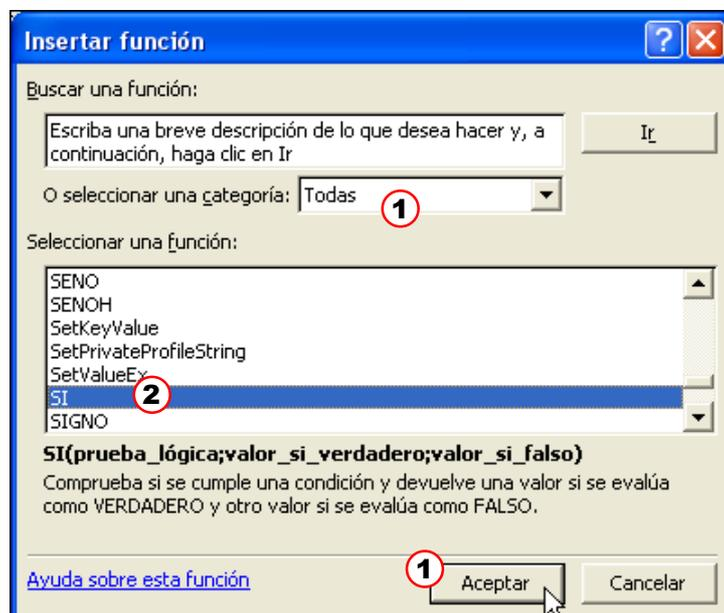 Insertar función
?
X
Buscar una función:
Escriba una breve descripción de lo que desea hacer y, a
continuación, haga clic en Ir
Ir
O seleccionar una categoría: Todas
1
Seleccionar una función:
SENO
SENOH
SetKeyValue
SetPrivateProfileString
SetValueEx
SI
2
SIGNO
SI(prueba_lógica;valor_si_verdadero;valor_si_falso)
Comprueba si se cumple una condición y devuelve una valor si se evalúa
como VERDADERO y otro valor si se evalúa como FALSO.
Ayuda sobre esta función
1
Aceptar
Cancelar